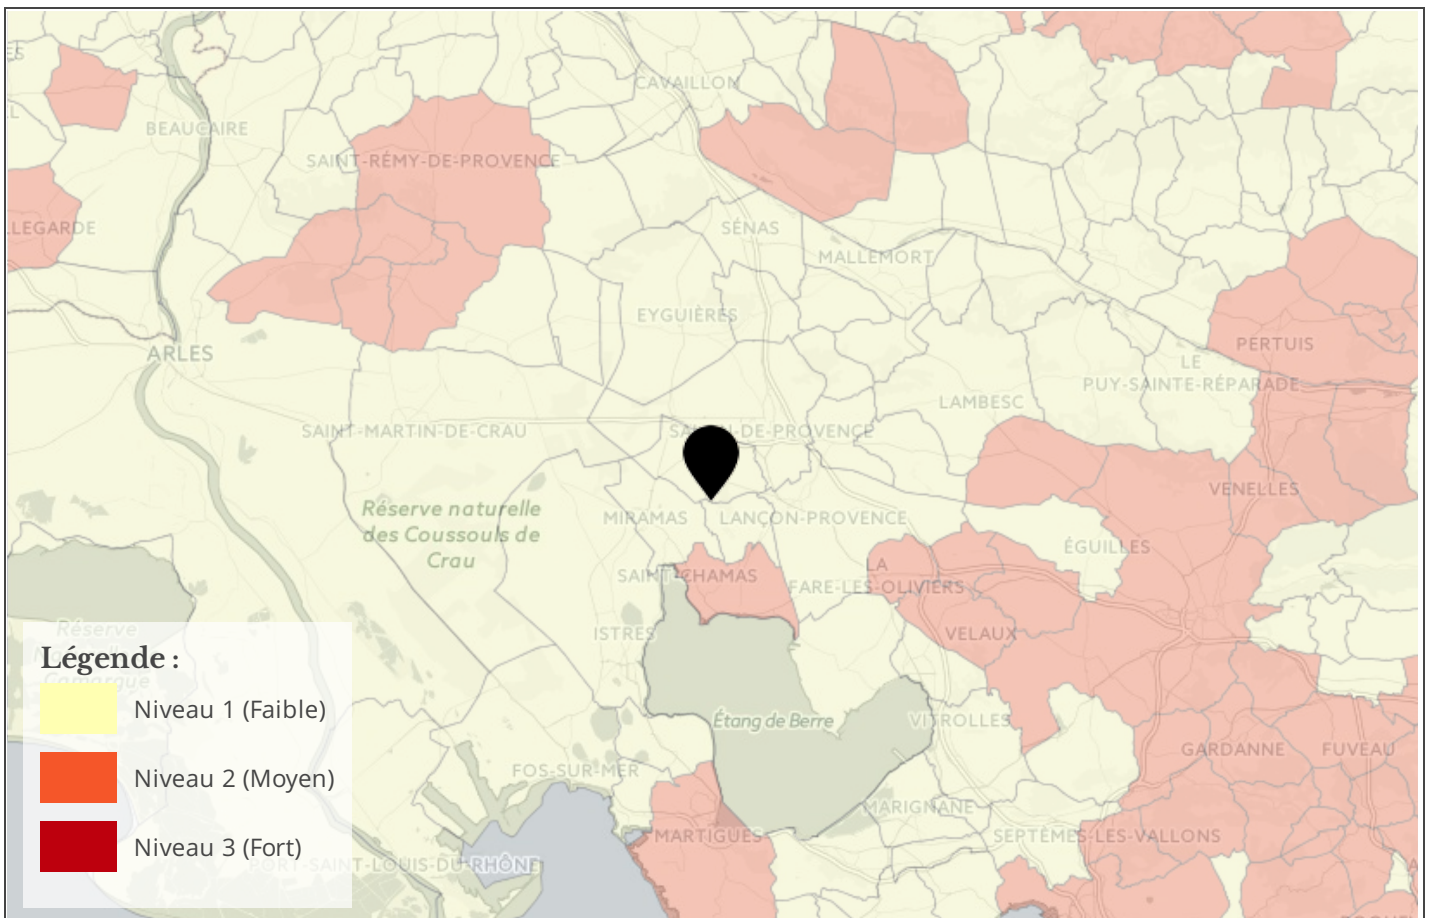 CAVAILLON
BEAUCAIRE
SAINT-RÉMY-DE-PROVENCE
LLEGARDE
SÉNAS
MALLEMORT
EYGUIÈRES
ARLES
PERTUIS
LE
PUY-SAINTE-RÉPARADE
LAMBESC
SAINT-MARTIN-DE-CRAU
DE-PROVENCE
VENELLES
Réserve naturelle
des Coussouls de
Crau
MIRAMAS
LANÇON-PROVENCE
ÉGUILLES
SAINT-CHAMAS
LA
FARE-LES-OLIVIERS
ISTRES
VELAUX
Réserve
Camargue
Étang de Berre
VITROLLES
GARDANNE
FUVEAU
FOS-SUR-MER
MARIGNANE
MARTIGUES
SEPTÈMES-LES-VALLONS
PORT-SAINT-LOUIS-DU-RHÔNE
Légende :
Niveau 1 (Faible)
Niveau 2 (Moyen)
Niveau 3 (Fort)